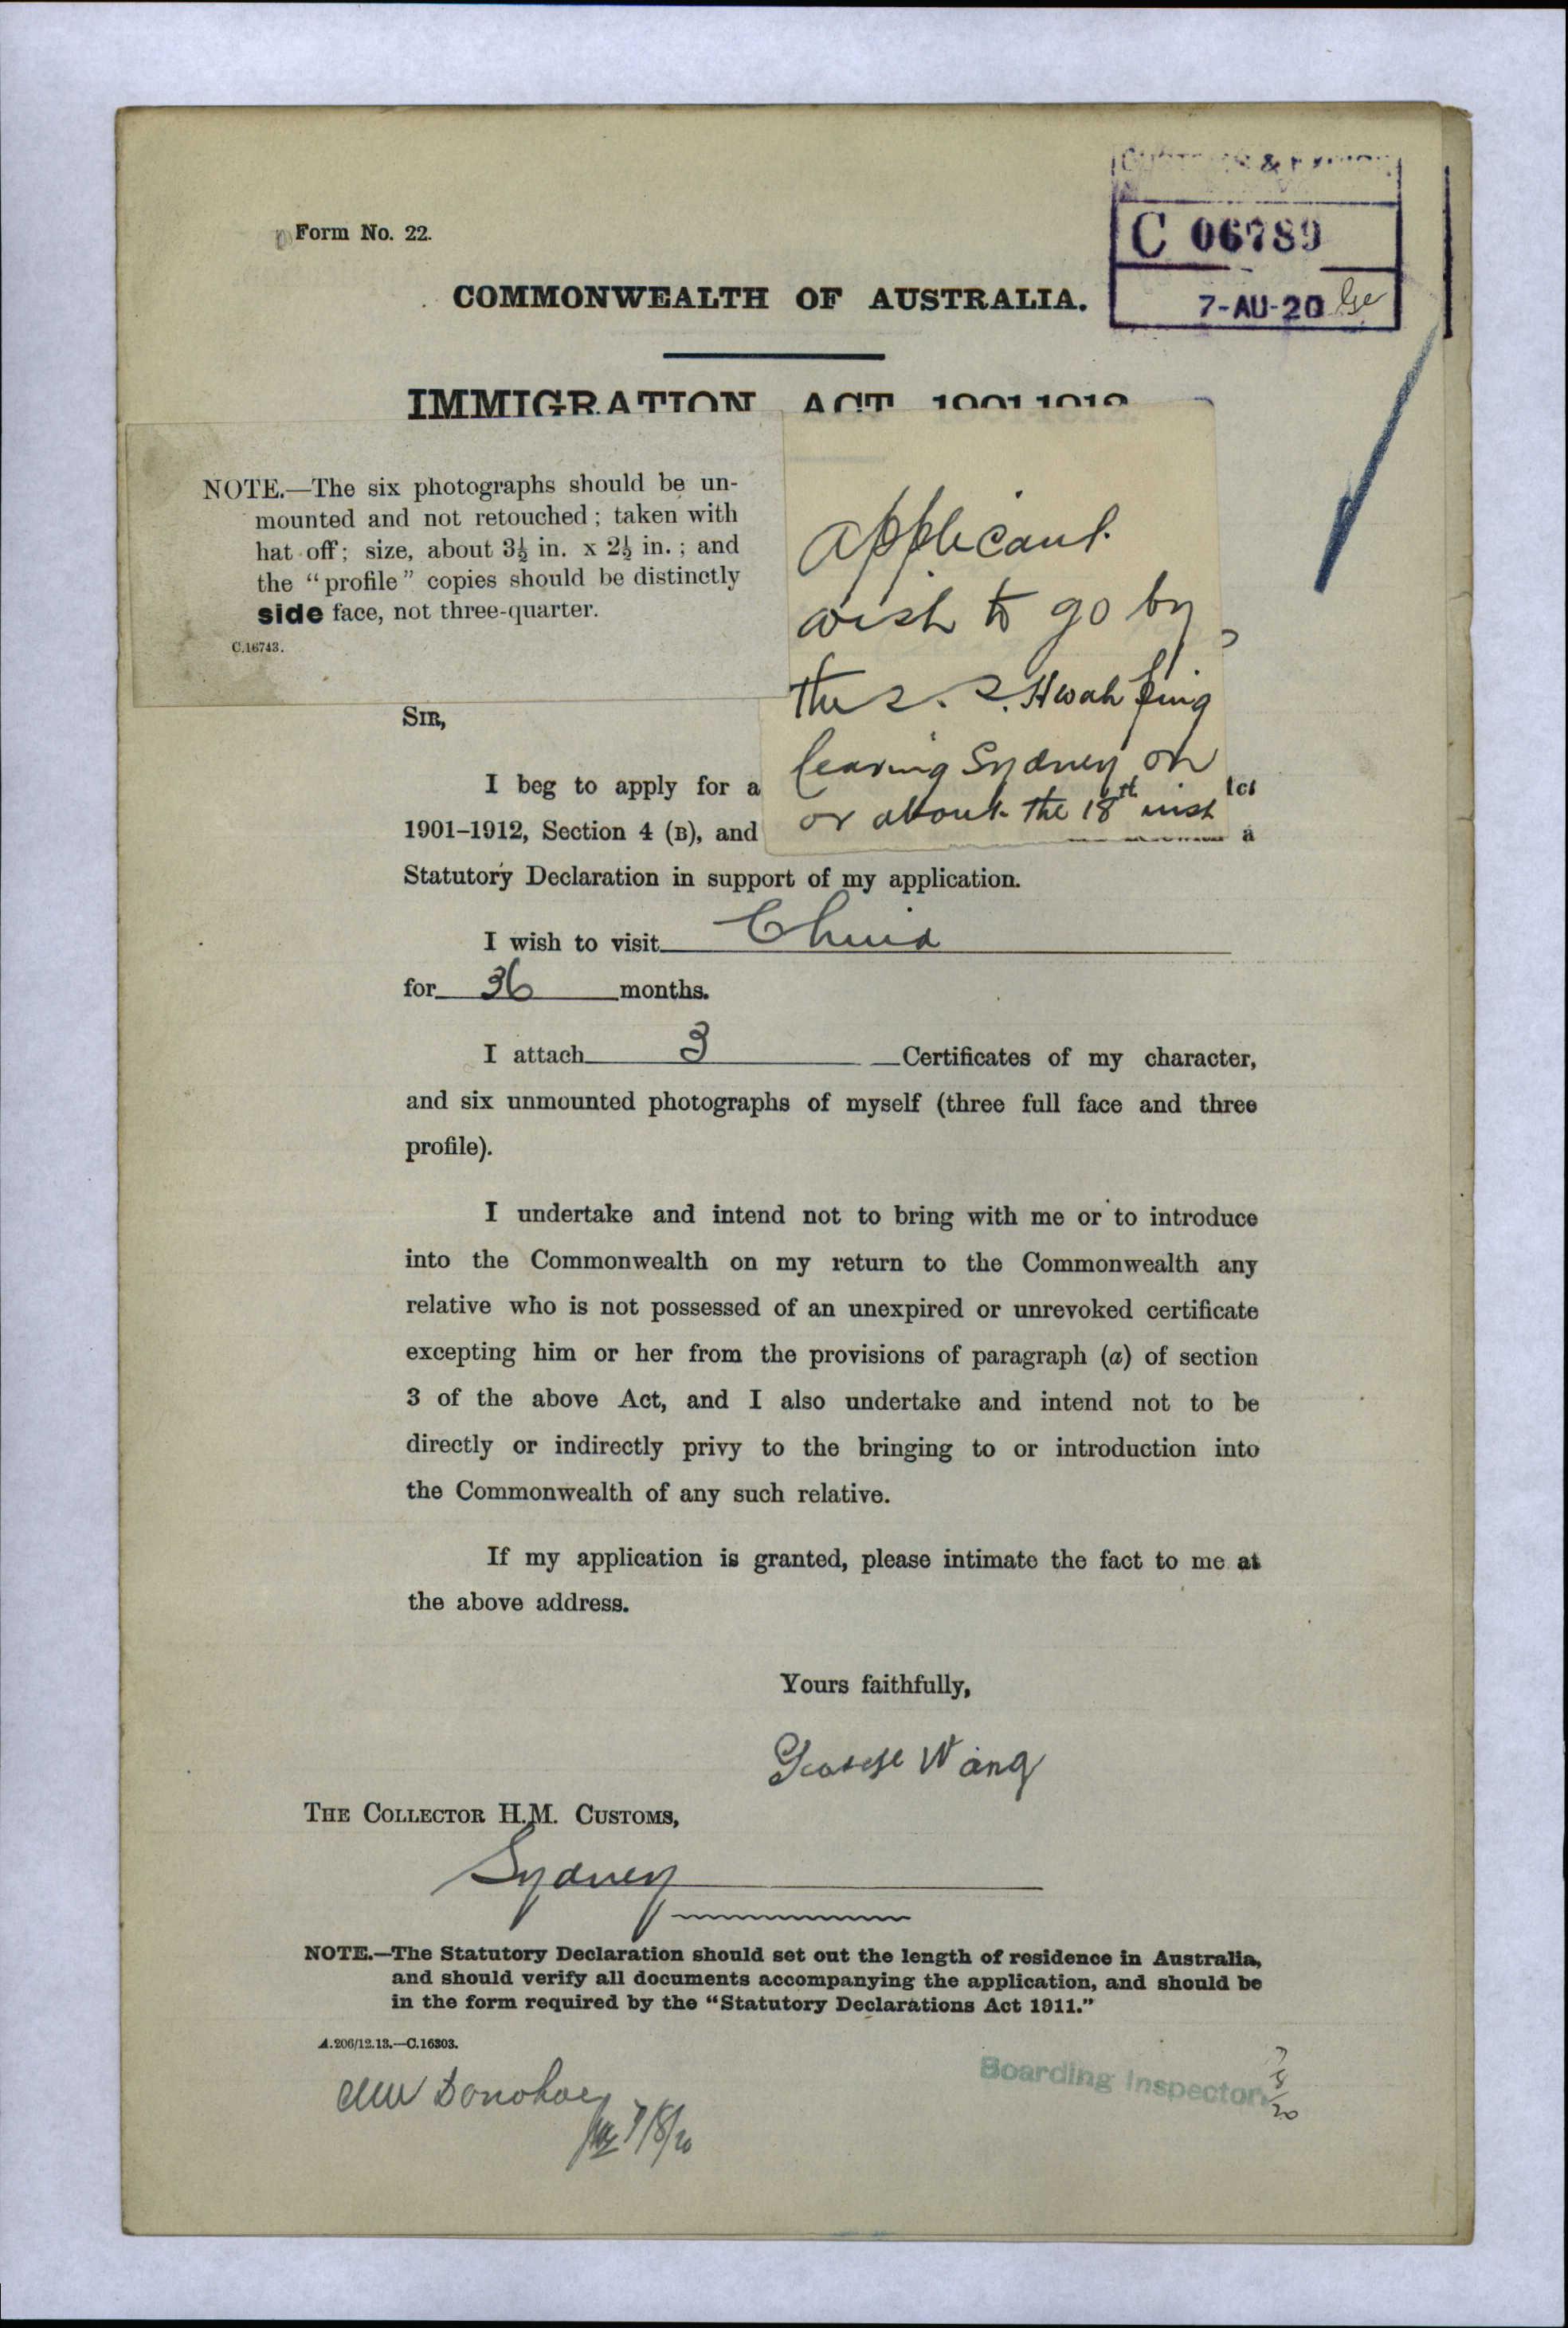 Form No. 22.
C 06789
7-AU-20
COMMONWEALTH OF AUSTRALIA.
IMMIGRATION ACT 1901-1912
NOTE.—The six photographs should be un-
mounted and not retouched; taken with
hat off; size, about 3½ in. x 2½ in.; and
the "profile" copies should be distinctly
side face, not three-quarter.
C.16743.
Applicant
wish to go by
the S. S. Hwah Ping
leaving Sydney on
or about the 18th inst
SIR,
I beg to apply for a
1901–1912, Section 4 (B), and a
Statutory Declaration in support of my application.
I wish to visit China
for 36 months.
I attach 3 Certificates of my character,
and six unmounted photographs of myself (three full face and three
profile).
I undertake and intend not to bring with me or to introduce
into the Commonwealth on my return to the Commonwealth any
relative who is not possessed of an unexpired or unrevoked certificate
excepting him or her from the provisions of paragraph (a) of section
3 of the above Act, and I also undertake and intend not to be
directly or indirectly privy to the bringing to or introduction into
the Commonwealth of any such relative.
If my application is granted, please intimate the fact to me at
the above address.
Yours faithfully,
George Wang
THE COLLECTOR H.M. CUSTOMS,
Sydney
NOTE.—The Statutory Declaration should set out the length of residence in Australia,
and should verify all documents accompanying the application, and should be
in the form required by the "Statutory Declarations Act 1911."
A.206/12.13.—C.16303.
Donohoe
7/8/20
Boarding Inspector
7/8/20